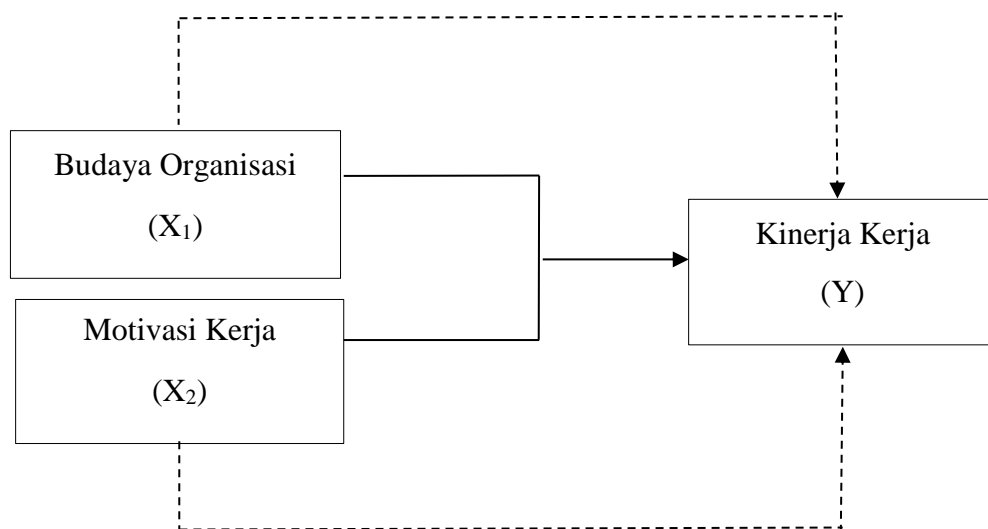 Budaya Organisasi
(X₁)
Motivasi Kerja
(X₂)
Kinerja Kerja
(Y)